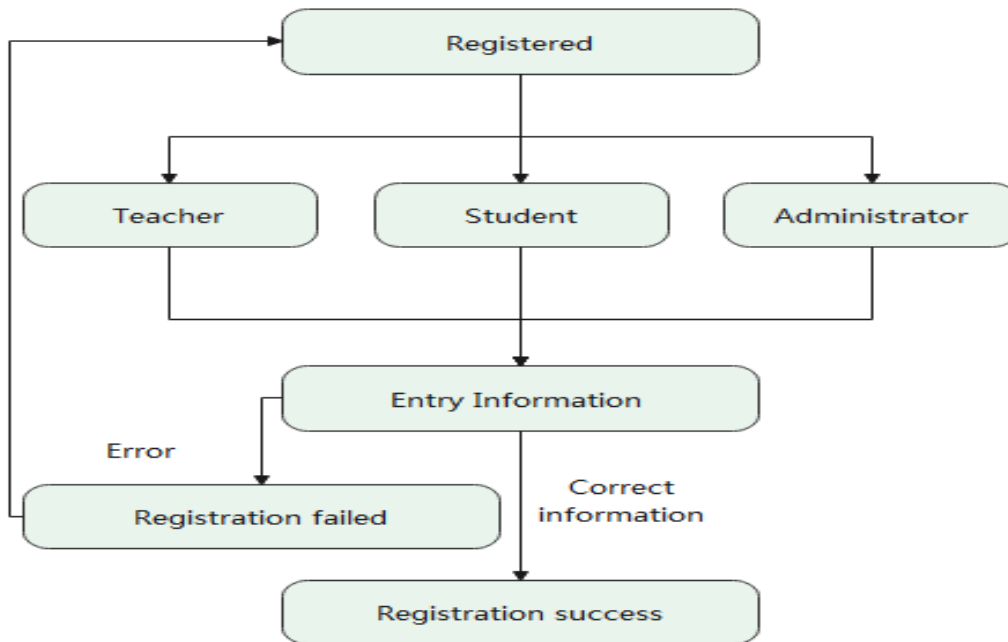 Registered
Teacher
Student
Administrator
Entry Information
Error
Correct
information
Registration failed
Registration success